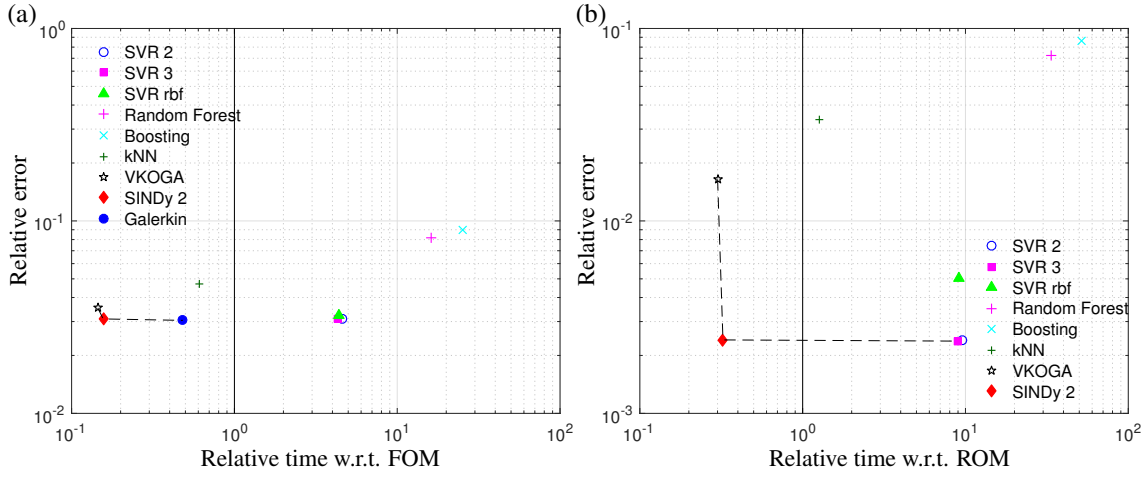 (a)
10^0
10^-1
10^-2
Relative error
SVR 2
SVR 3
SVR rbf
Random Forest
Boosting
kNN
VKOGA
SINDy 2
Galerkin
10^-1 10^0 10^1 10^2
Relative time w.r.t. FOM
(b)
10^-1
10^-2
10^-3
Relative error
SVR 2
SVR 3
SVR rbf
Random Forest
Boosting
kNN
VKOGA
SINDy 2
10^-1 10^0 10^1 10^2
Relative time w.r.t. ROM